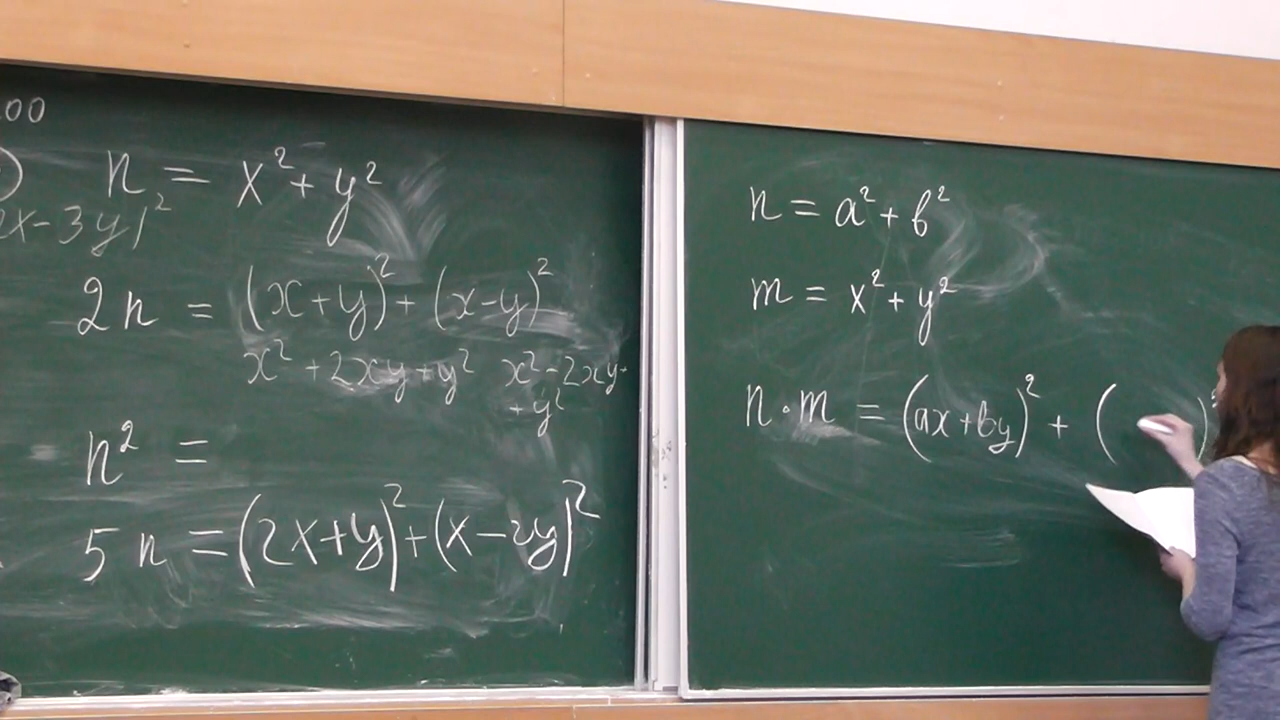 00
n = x² + y²
2x-3y)²
2n = (x+y)² + (x-y)²
x² + 2xy + y² x² - 2xy +
+ y²
n² =
5n = (2x+y)² + (x-2y)²
n = a² + b²
m = x² + y²
n·m = (ax+by)² + ( )²